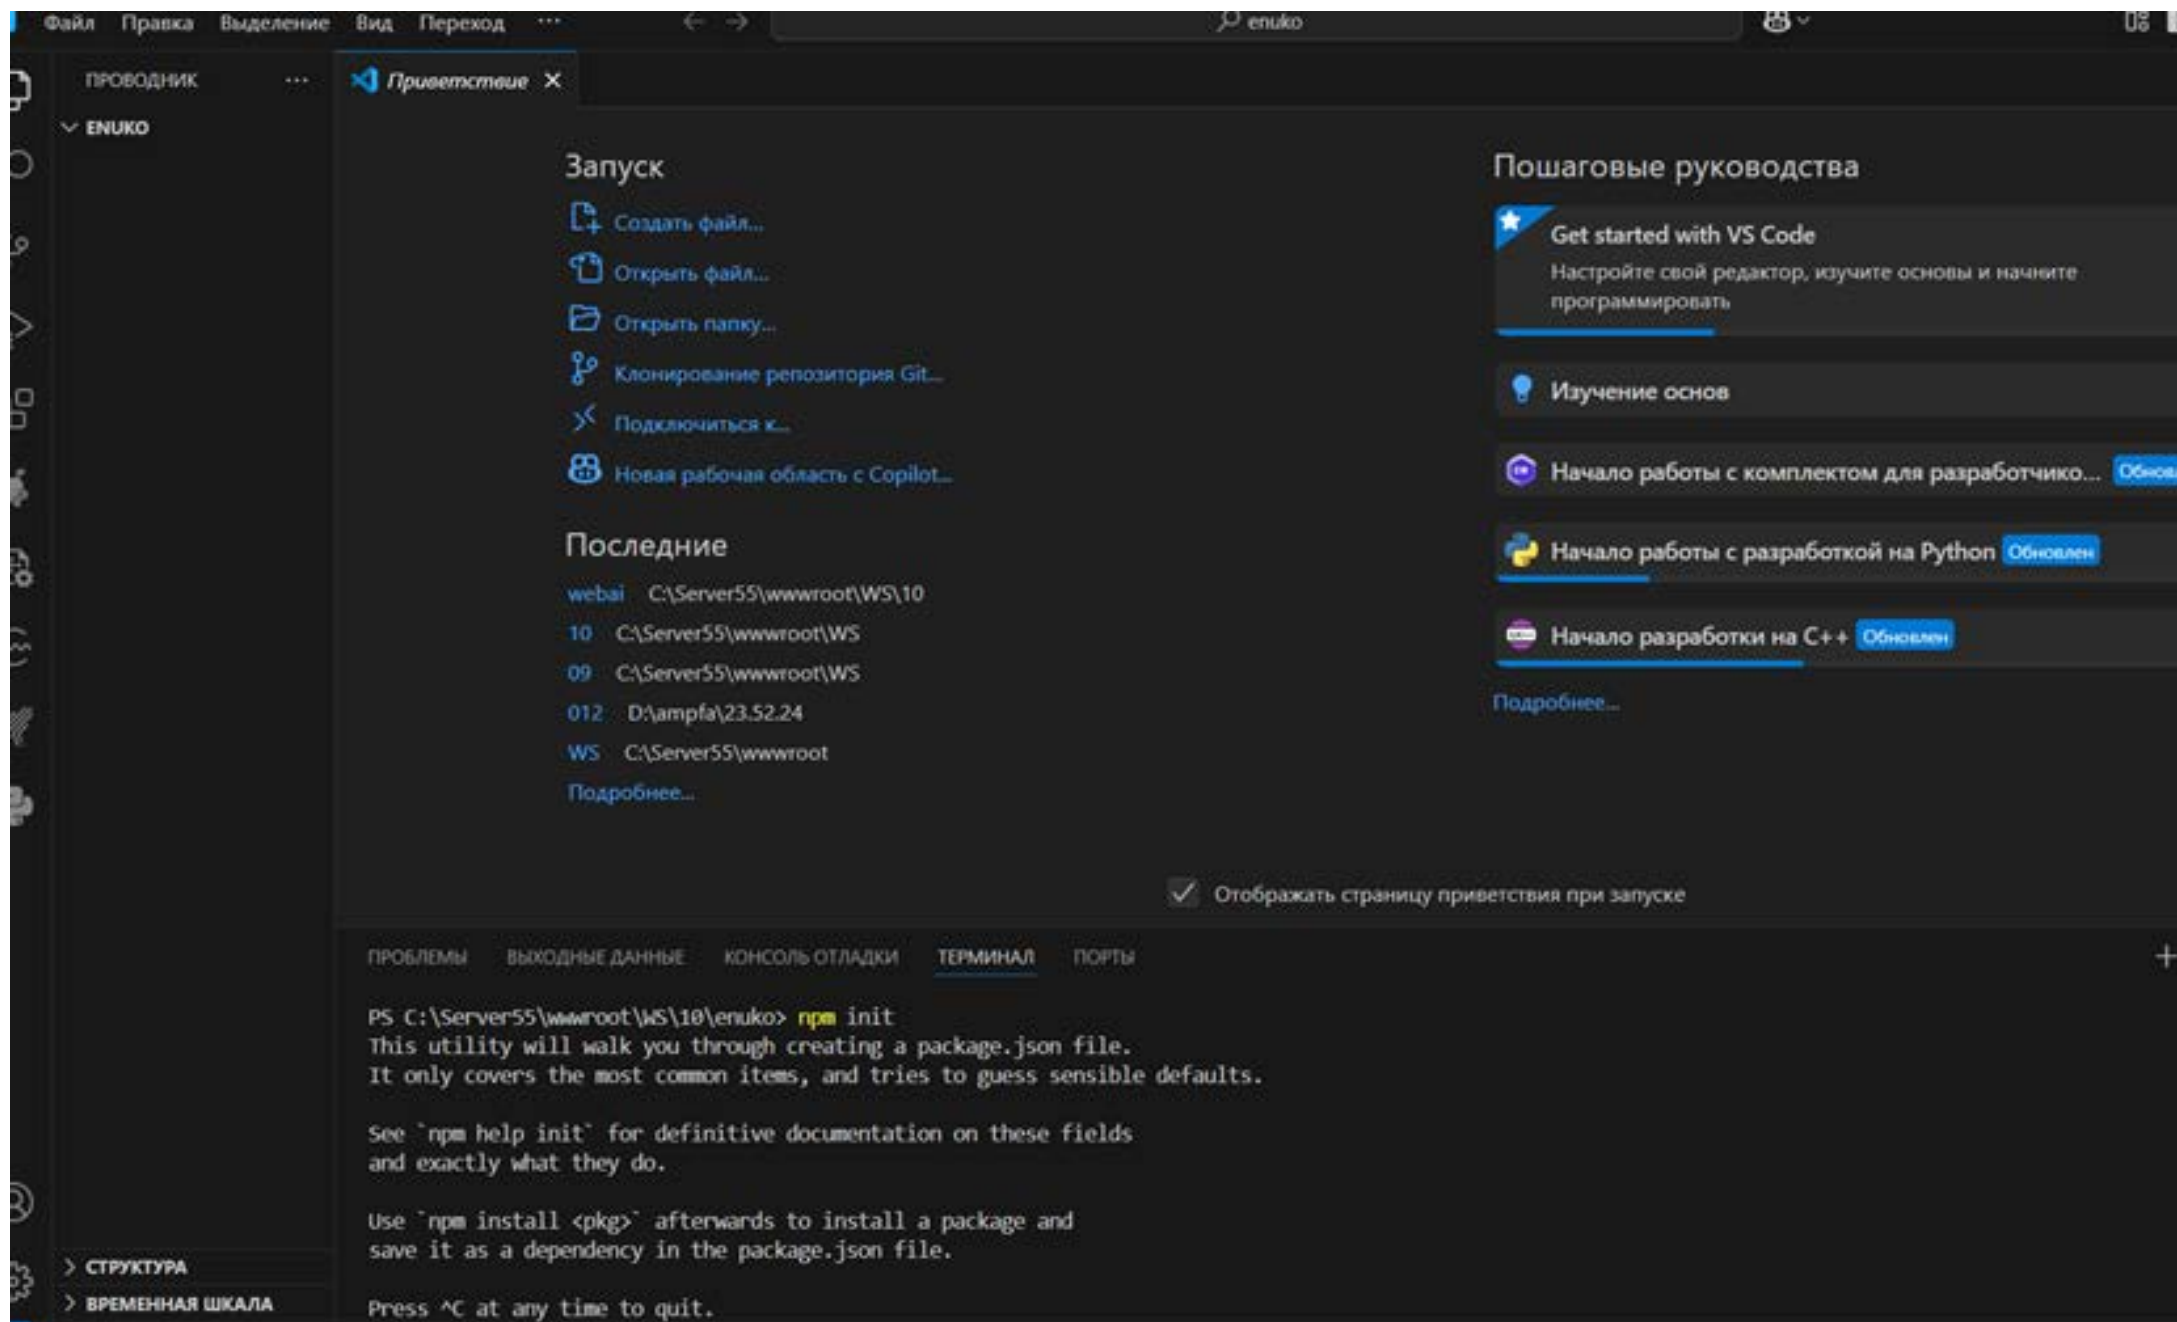 Файл Правка Выделение Вид Переход ··· enuko
ПРОВОДНИК ···
ENUKO
Приветствие
Запуск
Создать файл...
Открыть файл...
Открыть папку...
Клонирование репозитория Git...
Подключиться к...
Новая рабочая область с Copilot...
Последние
webai C:\Server55\wwwroot\WS\10
10 C:\Server55\wwwroot\WS
09 C:\Server55\wwwroot\WS
012 D:\ampfa\23.52.24
WS C:\Server55\wwwroot
Подробнее...
Пошаговые руководства
Get started with VS Code
Настройте свой редактор, изучите основы и начните
программировать
Изучение основ
Начало работы с комплектом для разработчико...
Начало работы с разработкой на Python Обновлен
Начало разработки на C++ Обновлен
Подробнее...
Отображать страницу приветствия при запуске
ПРОБЛЕМЫ ВЫХОДНЫЕ ДАННЫЕ КОНСОЛЬ ОТЛАДКИ ТЕРМИНАЛ ПОРТЫ
PS C:\Server55\wwwroot\WS\10\enuko> npm init
This utility will walk you through creating a package.json file.
It only covers the most common items, and tries to guess sensible defaults.
See `npm help init` for definitive documentation on these fields
and exactly what they do.
Use `npm install <pkg>` afterwards to install a package and
save it as a dependency in the package.json file.
Press ^C at any time to quit.
СТРУКТУРА
ВРЕМЕННАЯ ШКАЛА